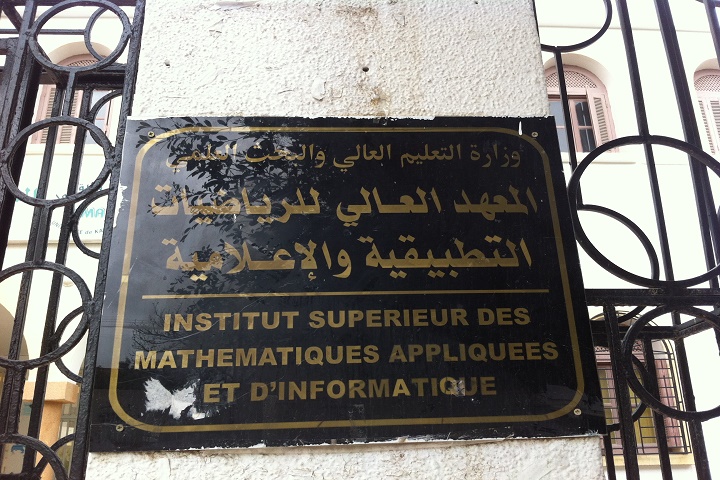 وزارة التعليم العالي والبحث العلمي
المعهد العالي للرياضيات
التطبيقية والإعلامية
INSTITUT SUPERIEUR DES
MATHEMATIQUES APPLIQUEES
ET D'INFORMATIQUE